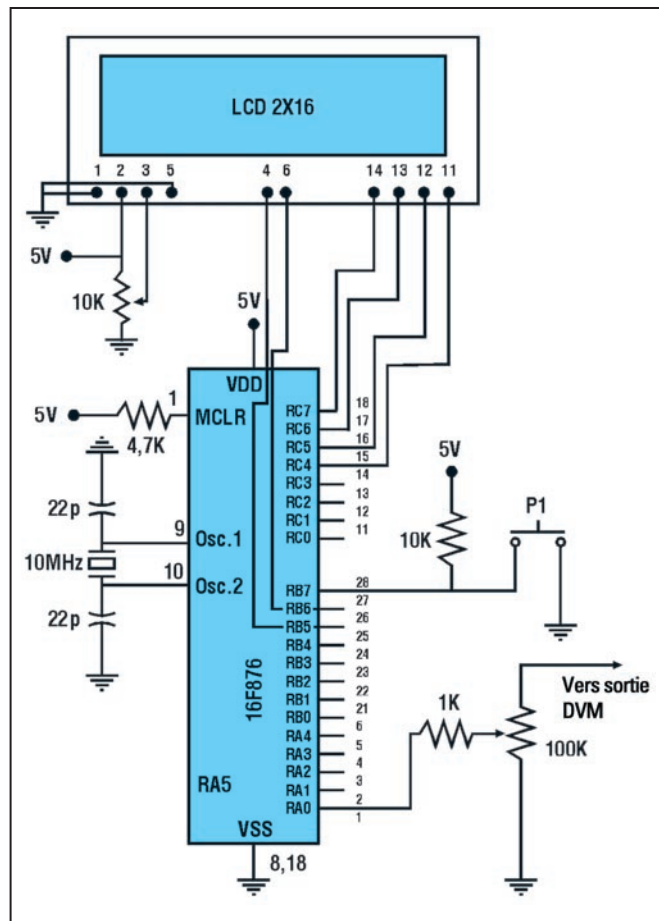 LCD 2X16
1 2 3 5 4 6 14 13 12 11
5V
10K
5V
VDD
1
MCLR
5V
4,7K
RC7 18
RC6 17
RC5 16
RC4 15
RC3 14
RC2 13
RC1 12
RC0 11
5V
P1
10K
22p
9
Osc.1
10MHz
10
Osc.2
22p
RB7 28
RB6 27
RB5 26
RB4 25
RB3 24
RB2 23
RB1 22
RB0 21
RA4 6
RA3 5
RA2 4
RA1 3
RA0 2
1
16F876
RA5
VSS
8,18
1K
Vers sortie
DVM
100K